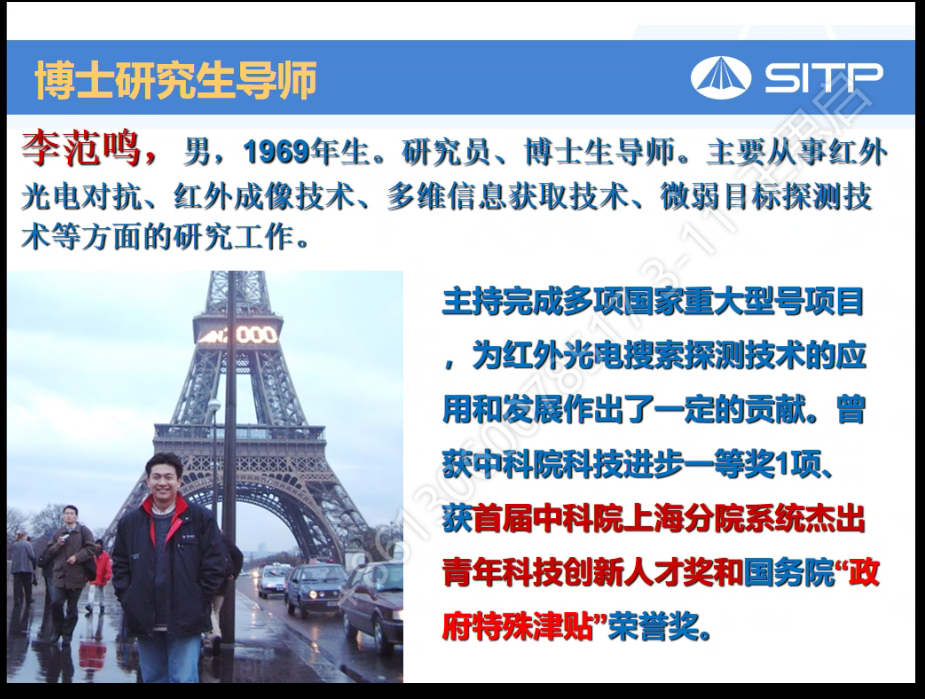 博士研究生导师
SITP
李范鸣，男，1969年生。研究员、博士生导师。主要从事红外
光电对抗、红外成像技术、多维信息获取技术、微弱目标探测技
术等方面的研究工作。
主持完成多项国家重大型号项目
，为红外光电搜索探测技术的应
用和发展作出了一定的贡献。曾
获中科院科技进步一等奖1项、
获首届中科院上海分院系统杰出
青年科技创新人才奖和国务院“政
府特殊津贴”荣誉奖。
2000